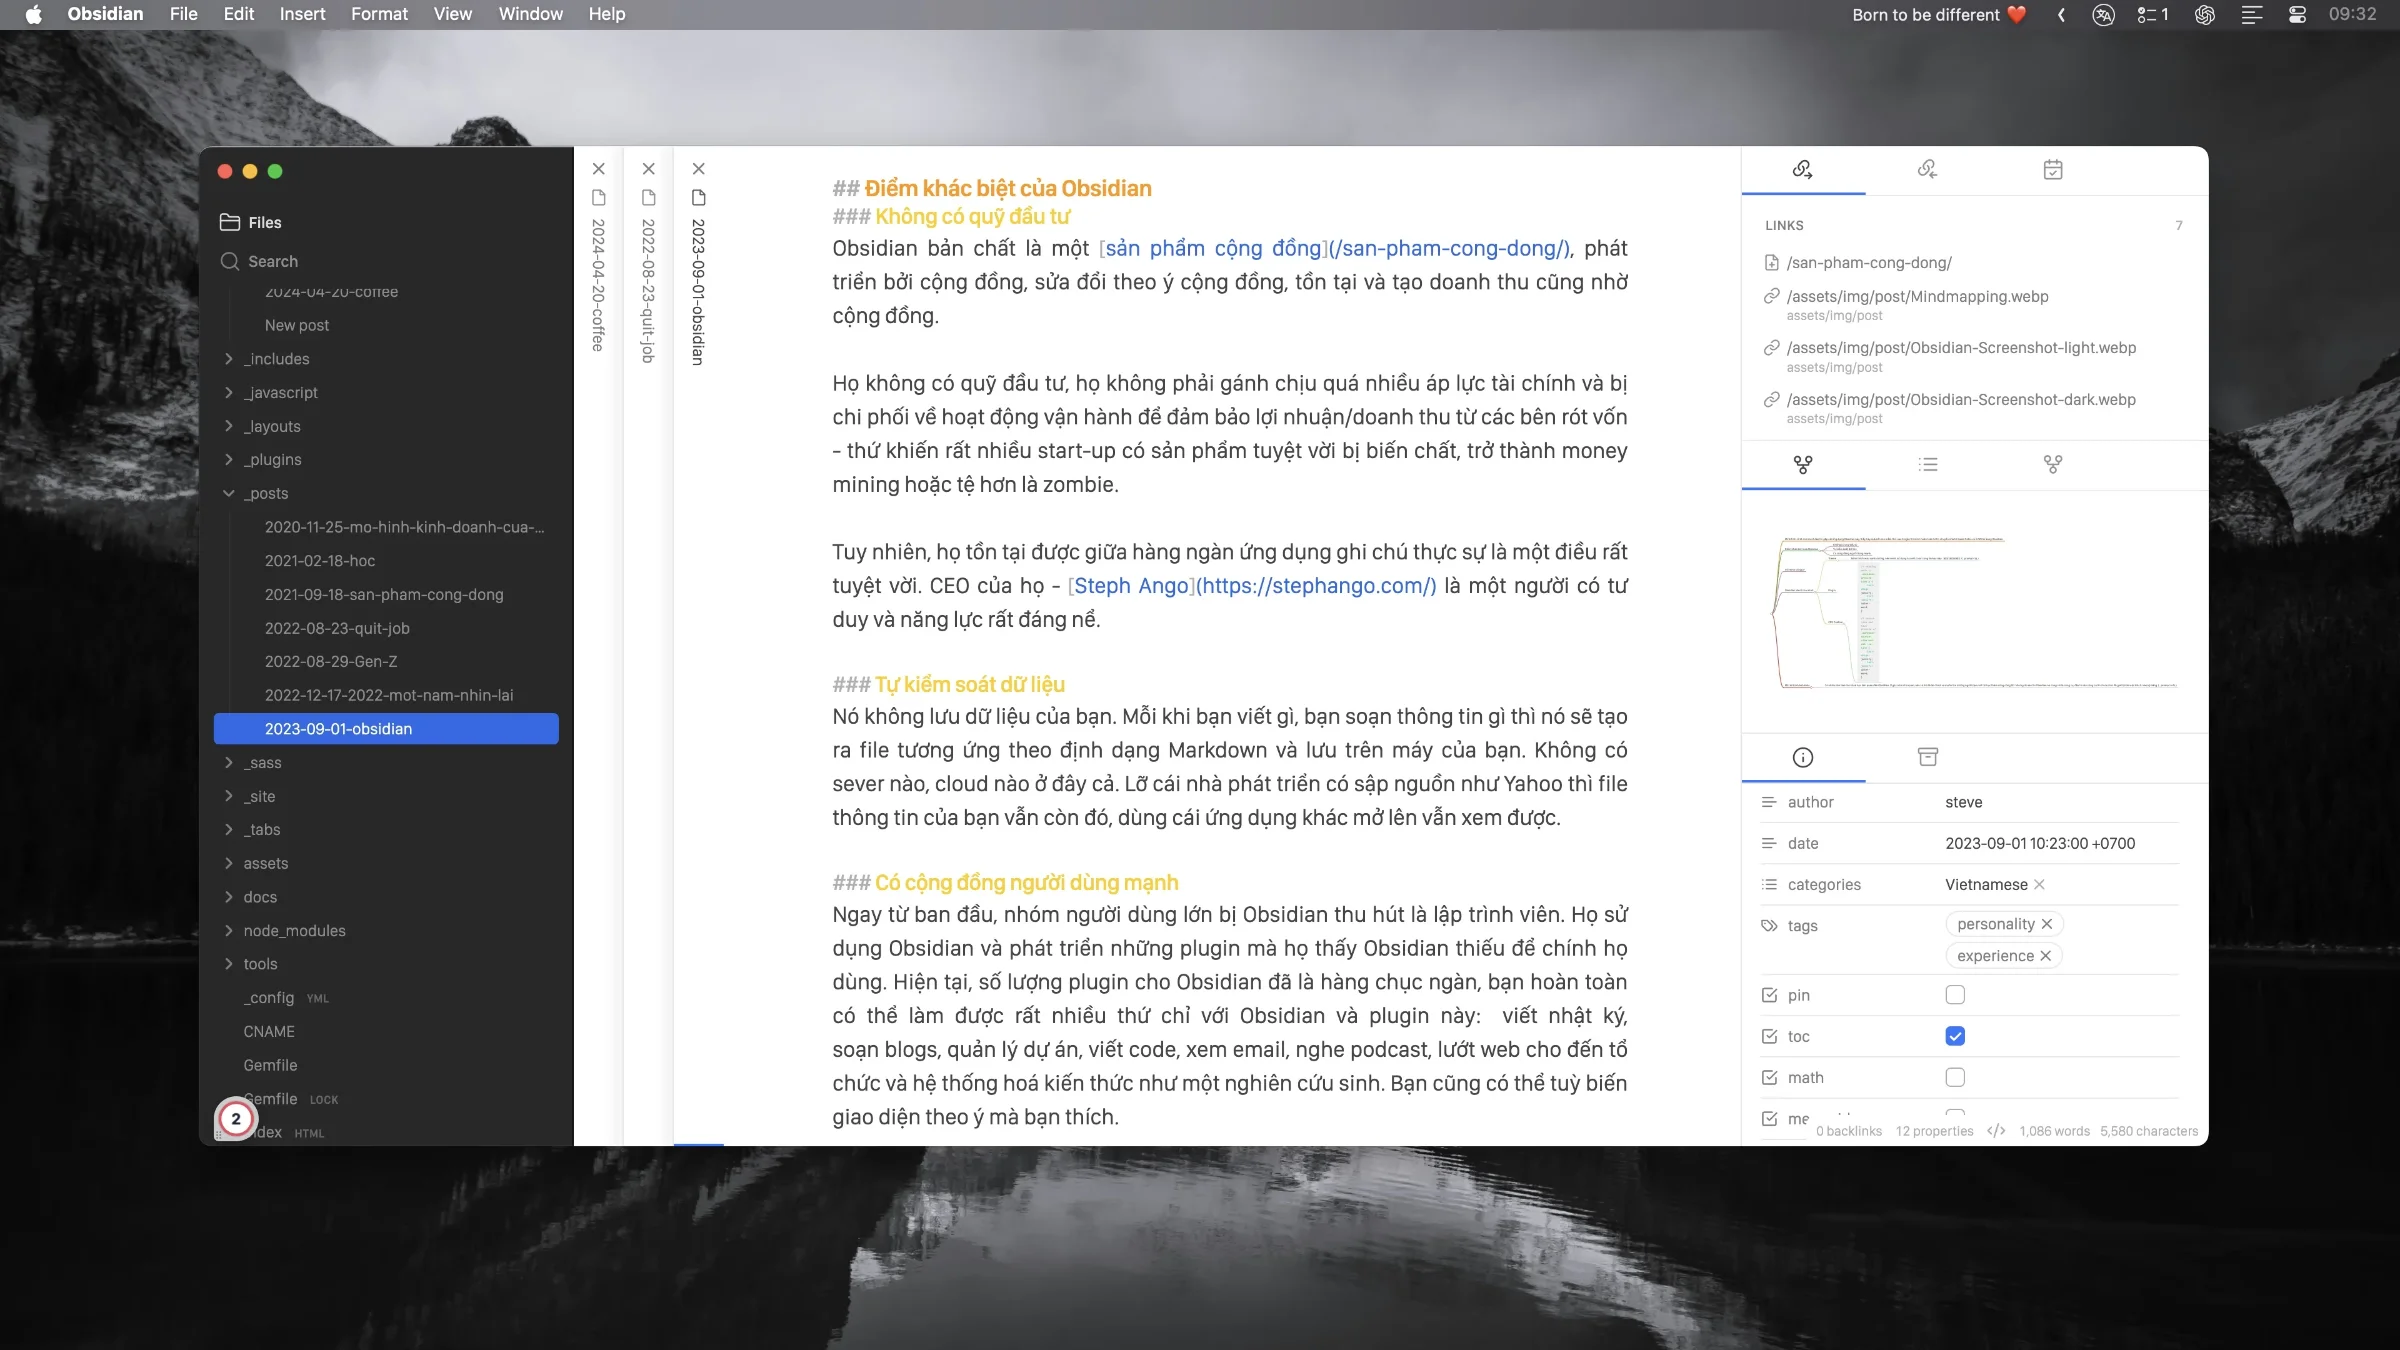 Obsidian File Edit Insert Format View Window Help
Born to be different ❤️ 1 09:32
Files
Search
2024-04-20-coffee
New post
_includes
_javascript
_layouts
_plugins
_posts
2020-11-25-mo-hinh-kinh-doanh-cua-...
2021-02-18-hoc
2021-09-18-san-pham-cong-dong
2022-08-23-quit-job
2022-08-29-Gen-Z
2022-12-17-2022-mot-nam-nhin-lai
2023-09-01-obsidian
_sass
_site
_tabs
assets
docs
node_modules
tools
_config YML
CNAME
Gemfile
Gemfile LOCK
2
HTML
2024-04-20-coffee
2022-08-23-quit-job
2023-09-01-obsidian
## Điểm khác biệt của Obsidian
### Không có quỹ đầu tư
Obsidian bản chất là một [sản phẩm cộng đồng](/san-pham-cong-dong/), phát
triển bởi cộng đồng, sửa đổi theo ý cộng đồng, tồn tại và tạo doanh thu cũng nhờ
cộng đồng.
Họ không có quỹ đầu tư, họ không phải gánh chịu quá nhiều áp lực tài chính và bị
chi phối về hoạt động vận hành để đảm bảo lợi nhuận/doanh thu từ các bên rót vốn
- thứ khiến rất nhiều start-up có sản phẩm tuyệt vời bị biến chất, trở thành money
mining hoặc tệ hơn là zombie.
Tuy nhiên, họ tồn tại được giữa hàng ngàn ứng dụng ghi chú thực sự là một điều rất
tuyệt vời. CEO của họ - [Steph Ango](https://stephango.com/) là một người có tư
duy và năng lực rất đáng nể.
### Tự kiểm soát dữ liệu
Nó không lưu dữ liệu của bạn. Mỗi khi bạn viết gì, bạn soạn thông tin gì thì nó sẽ tạo
ra file tương ứng theo định dạng Markdown và lưu trên máy của bạn. Không có
sever nào, cloud nào ở đây cả. Lỡ cái nhà phát triển có sập nguồn như Yahoo thì file
thông tin của bạn vẫn còn đó, dùng cái ứng dụng khác mở lên vẫn xem được.
### Có cộng đồng người dùng mạnh
Ngay từ ban đầu, nhóm người dùng lớn bị Obsidian thu hút là lập trình viên. Họ sử
dụng Obsidian và phát triển những plugin mà họ thấy Obsidian thiếu để chính họ
dùng. Hiện tại, số lượng plugin cho Obsidian đã là hàng chục ngàn, bạn hoàn toàn
có thể làm được rất nhiều thứ chỉ với Obsidian và plugin này: viết nhật ký,
soạn blogs, quản lý dự án, viết code, xem email, nghe podcast, lướt web cho đến tổ
chức và hệ thống hoá kiến thức như một nghiên cứu sinh. Bạn cũng có thể tuỳ biến
giao diện theo ý mà bạn thích.
LINKS 7
/san-pham-cong-dong/
/assets/img/post/Mindmapping.webp
assets/img/post
/assets/img/post/Obsidian-Screenshot-light.webp
assets/img/post
/assets/img/post/Obsidian-Screenshot-dark.webp
assets/img/post
author steve
date 2023-09-01 10:23:00 +0700
categories Vietnamese
tags personality
experience
pin
toc
math
0 backlinks 12 properties </> 1,086 words 5,580 characters